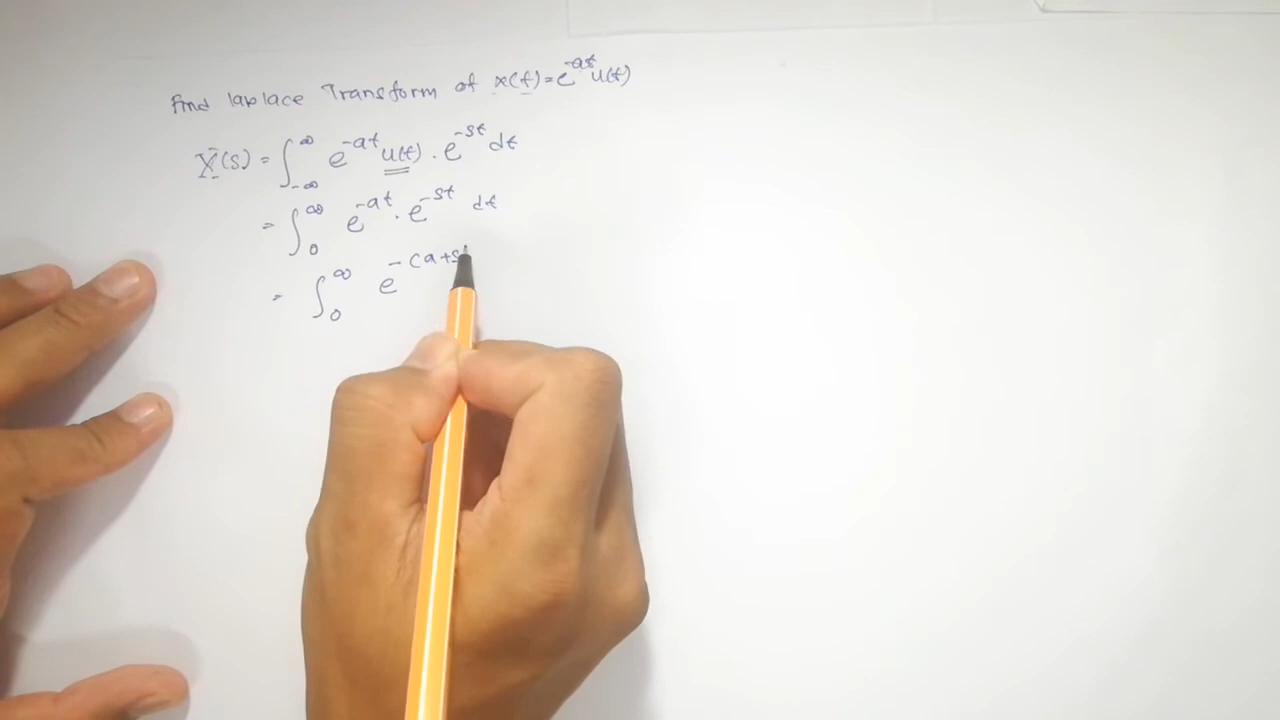 Find laplace Transform of x(t)=e^-at u(t)
X(s) = ∫_-∞^∞ e^-at u(t) . e^-st dt
= ∫_0^∞ e^-at . e^-st dt
= ∫_0^∞ e^-(a+s